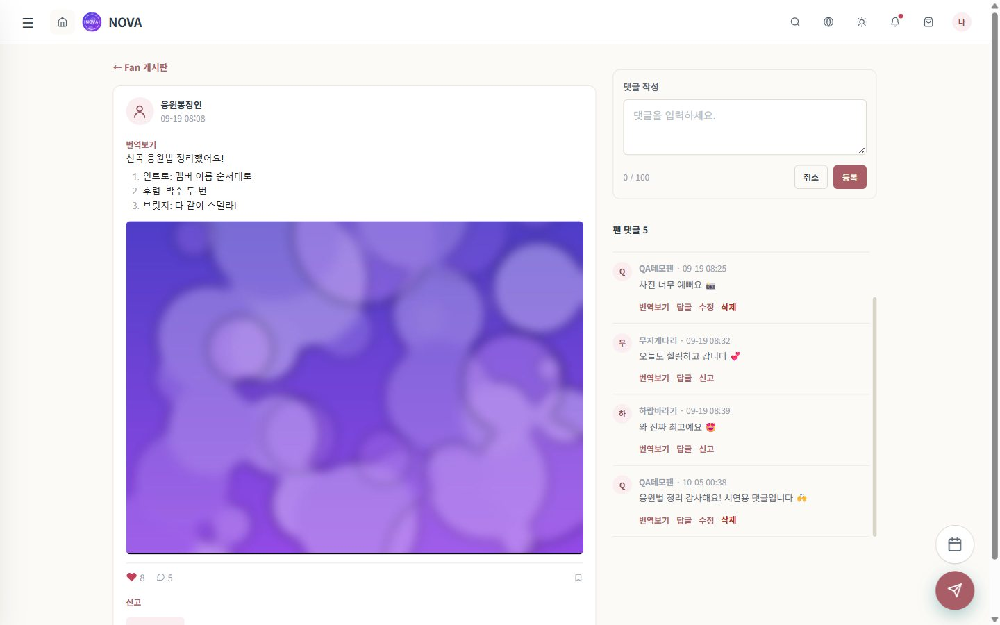 NOVA
NOVA
나
← Fan 게시판
응원봉장인
09-19 08:08
번역보기
신곡 응원법 정리했어요!
1. 인트로: 멤버 이름 순서대로
2. 후렴: 박수 두 번
3. 브릿지: 다 같이 스텔라!
8
5
신고
댓글 작성
댓글을 입력하세요.
0 / 100
취소
등록
팬 댓글 5
Q
QA데모팬 · 09-19 08:25
사진 너무 예뻐요 📸
번역보기 답글 수정 삭제
무
무지개다리 · 09-19 08:32
오늘도 힐링하고 갑니다 💕
번역보기 답글 신고
하
하람바라기 · 09-19 08:39
와 진짜 최고예요 😍
번역보기 답글 신고
Q
QA데모팬 · 10-05 00:38
응원법 정리 감사해요! 시연용 댓글입니다 🙌
번역보기 답글 수정 삭제